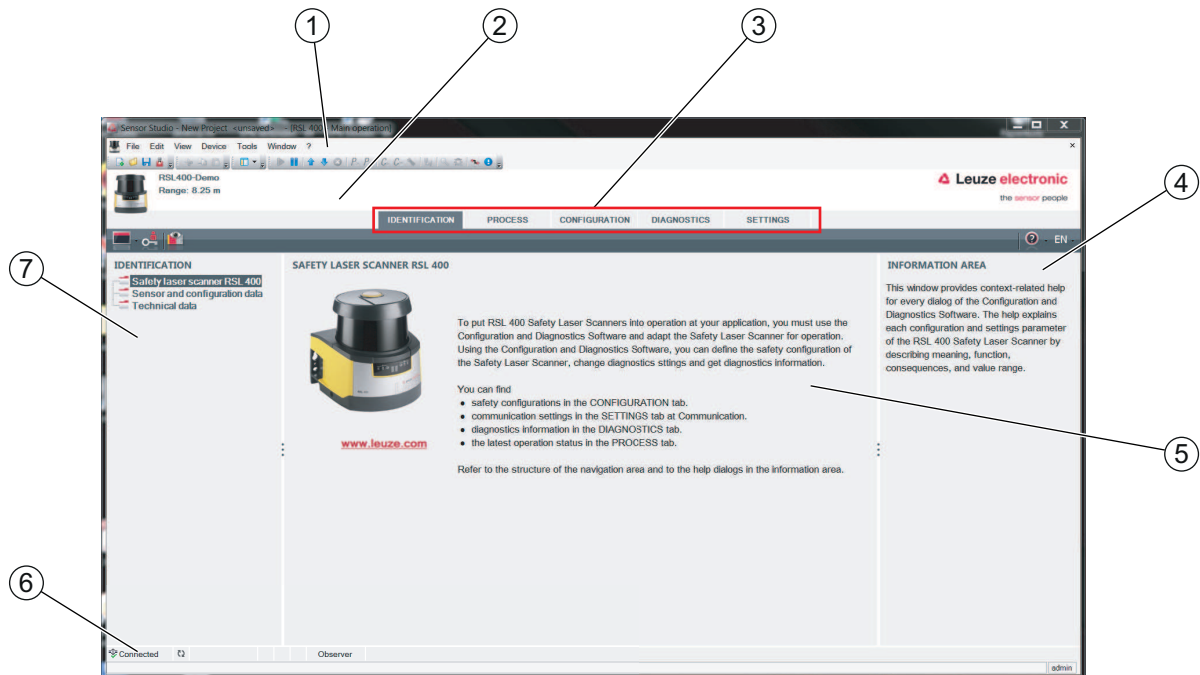 1
2
3
Sensor Studio - New Project <unsaved> - [RSL 400 Main operation]
File Edit View Device Tools Window ?
RSL400-Demo
Range: 8.25 m
Leuze electronic
the sensor people
4
IDENTIFICATION PROCESS CONFIGURATION DIAGNOSTICS SETTINGS
? EN
7
IDENTIFICATION
Safety laser scanner RSL 400
Sensor and configuration data
Technical data
SAFETY LASER SCANNER RSL 400
www.leuze.com
To put RSL 400 Safety Laser Scanners into operation at your application, you must use the
Configuration and Diagnostics Software and adapt the Safety Laser Scanner for operation.
Using the Configuration and Diagnostics Software, you can define the safety configuration of
the Safety Laser Scanner, change diagnostics sttings and get diagnostics information.
You can find
• safety configurations in the CONFIGURATION tab.
• communication settings in the SETTINGS tab at Communication.
• diagnostics information in the DIAGNOSTICS tab.
• the latest operation status in the PROCESS tab.
Refer to the structure of the navigation area and to the help dialogs in the information area.
INFORMATION AREA
This window provides context-related help
for every dialog of the Configuration and
Diagnostics Software. The help explains
each configuration and settings parameter
of the RSL 400 Safety Laser Scanner by
describing meaning, function,
consequences, and value range.
5
6
Connected Observer
admin